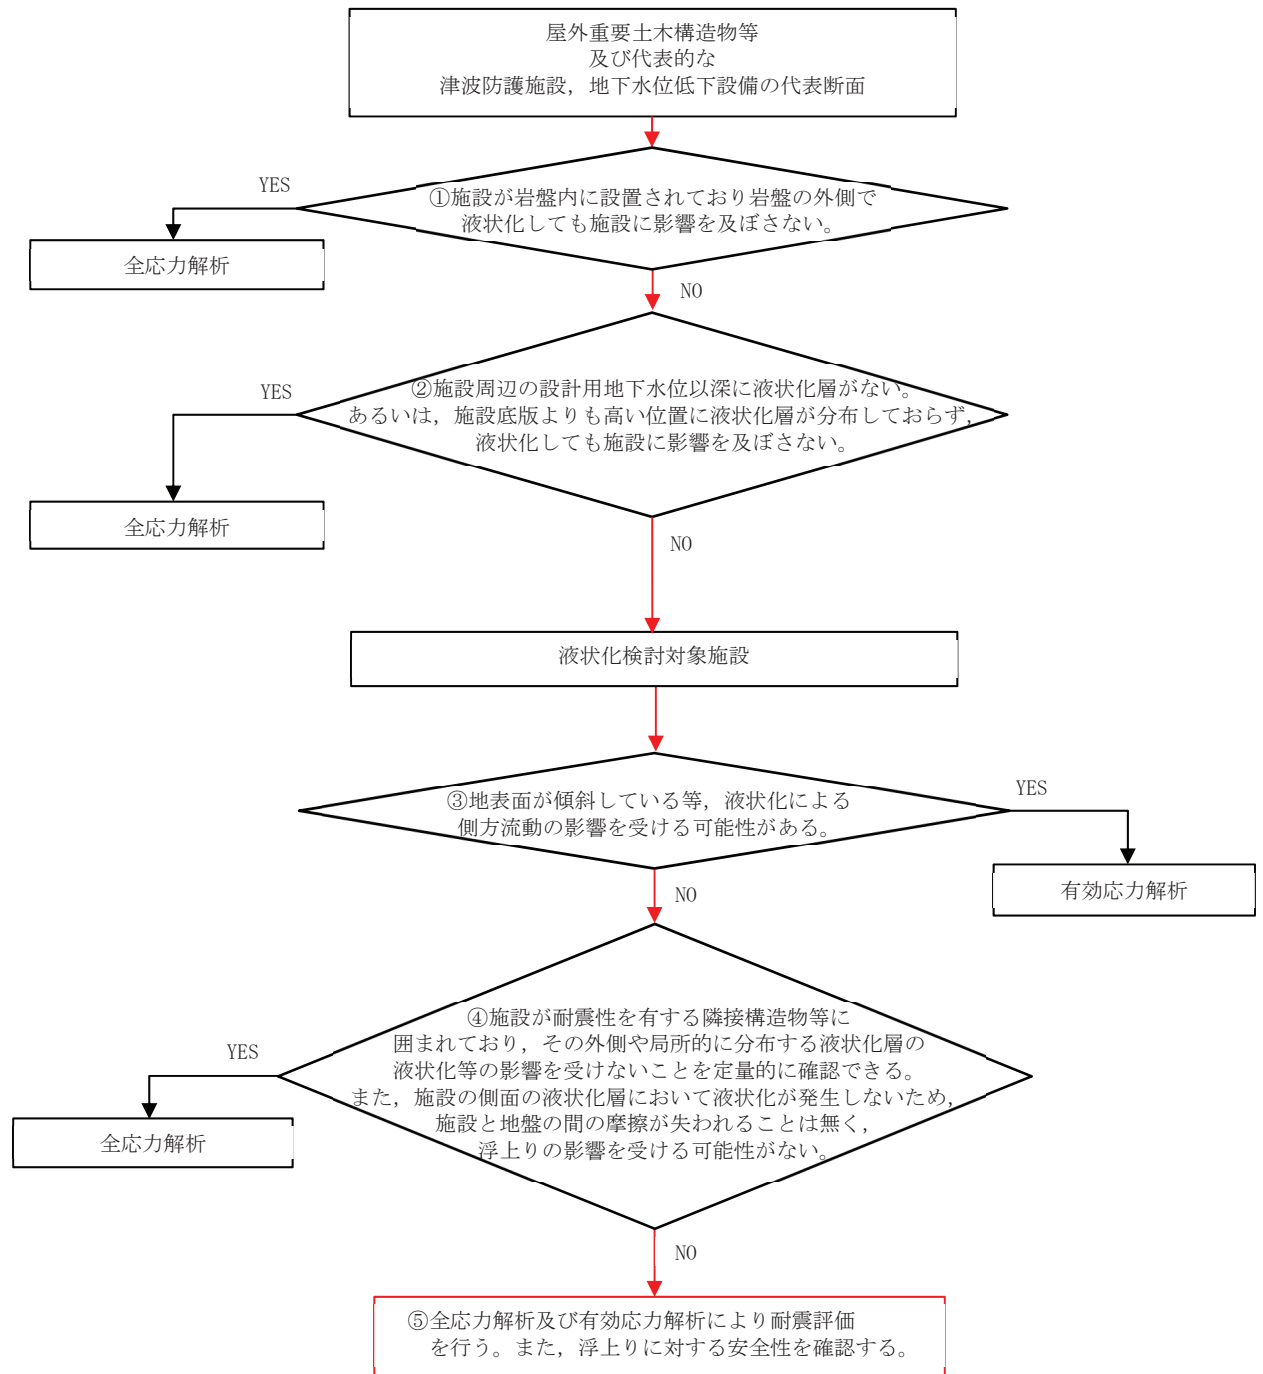 屋外重要土木構造物等
及び代表的な
津波防護施設，地下水位低下設備の代表断面
YES
①施設が岩盤内に設置されており岩盤の外側で
液状化しても施設に影響を及ぼさない。
全応力解析
NO
YES
②施設周辺の設計用地下水位以深に液状化層がない。
あるいは，施設底版よりも高い位置に液状化層が分布しておらず，
液状化しても施設に影響を及ぼさない。
全応力解析
NO
液状化検討対象施設
③地表面が傾斜している等，液状化による
側方流動の影響を受ける可能性がある。
YES
有効応力解析
NO
④施設が耐震性を有する隣接構造物等に
囲まれており，その外側や局所的に分布する液状化層の
液状化等の影響を受けないことを定量的に確認できる。
また，施設の側面の液状化層において液状化が発生しないため，
施設と地盤の間の摩擦が失われることは無く，
浮上りの影響を受ける可能性がない。
YES
全応力解析
NO
⑤全応力解析及び有効応力解析により耐震評価
を行う。また，浮上りに対する安全性を確認する。